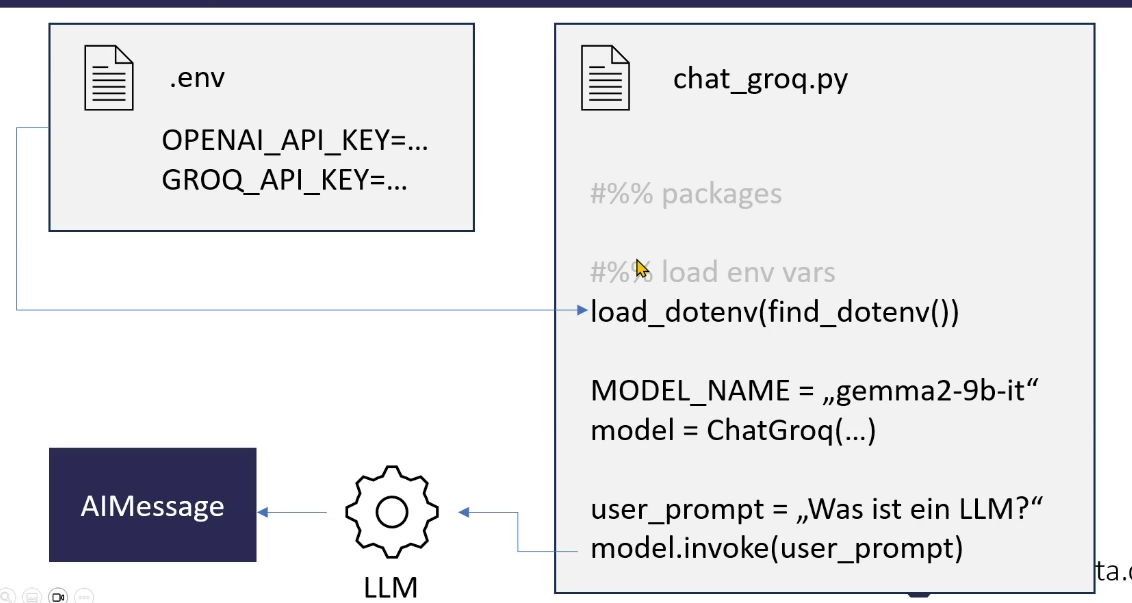 .env
OPENAI_API_KEY=...
GROQ_API_KEY=...
chat_groq.py
#%% packages
#%% load env vars
load_dotenv(find_dotenv())
MODEL_NAME = „gemma2-9b-it“
model = ChatGroq(...)
user_prompt = „Was ist ein LLM?“
model.invoke(user_prompt)
AIMessage
LLM